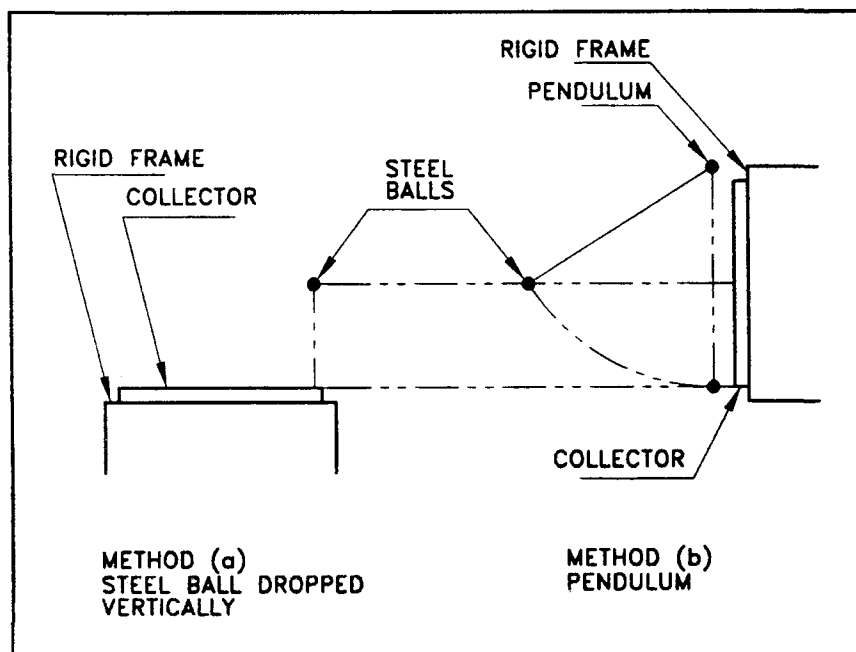 RIGID FRAME
PENDULUM
RIGID FRAME
COLLECTOR
STEEL
BALLS
COLLECTOR
METHOD (a)
STEEL BALL DROPPED
VERTICALLY
METHOD (b)
PENDULUM